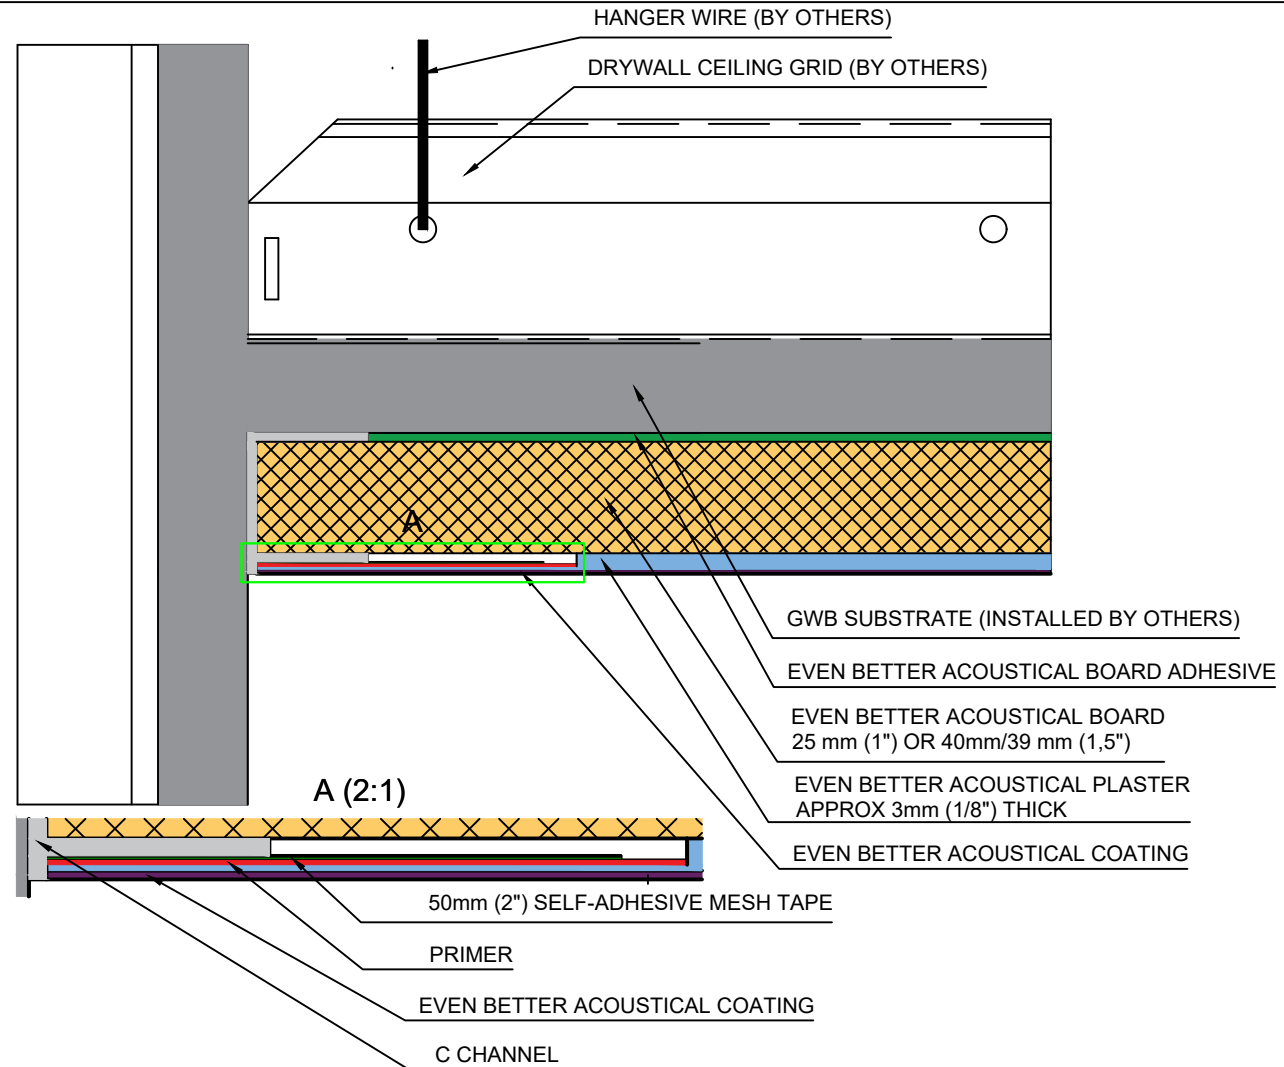 HANGER WIRE (BY OTHERS)
DRYWALL CEILING GRID (BY OTHERS)
A
GWB SUBSTRATE (INSTALLED BY OTHERS)
EVEN BETTER ACOUSTICAL BOARD ADHESIVE
EVEN BETTER ACOUSTICAL BOARD
25 mm (1") OR 40mm/39 mm (1,5")
EVEN BETTER ACOUSTICAL PLASTER
APPROX 3mm (1/8") THICK
EVEN BETTER ACOUSTICAL COATING
A (2:1)
50mm (2") SELF-ADHESIVE MESH TAPE
PRIMER
EVEN BETTER ACOUSTICAL COATING
C CHANNEL